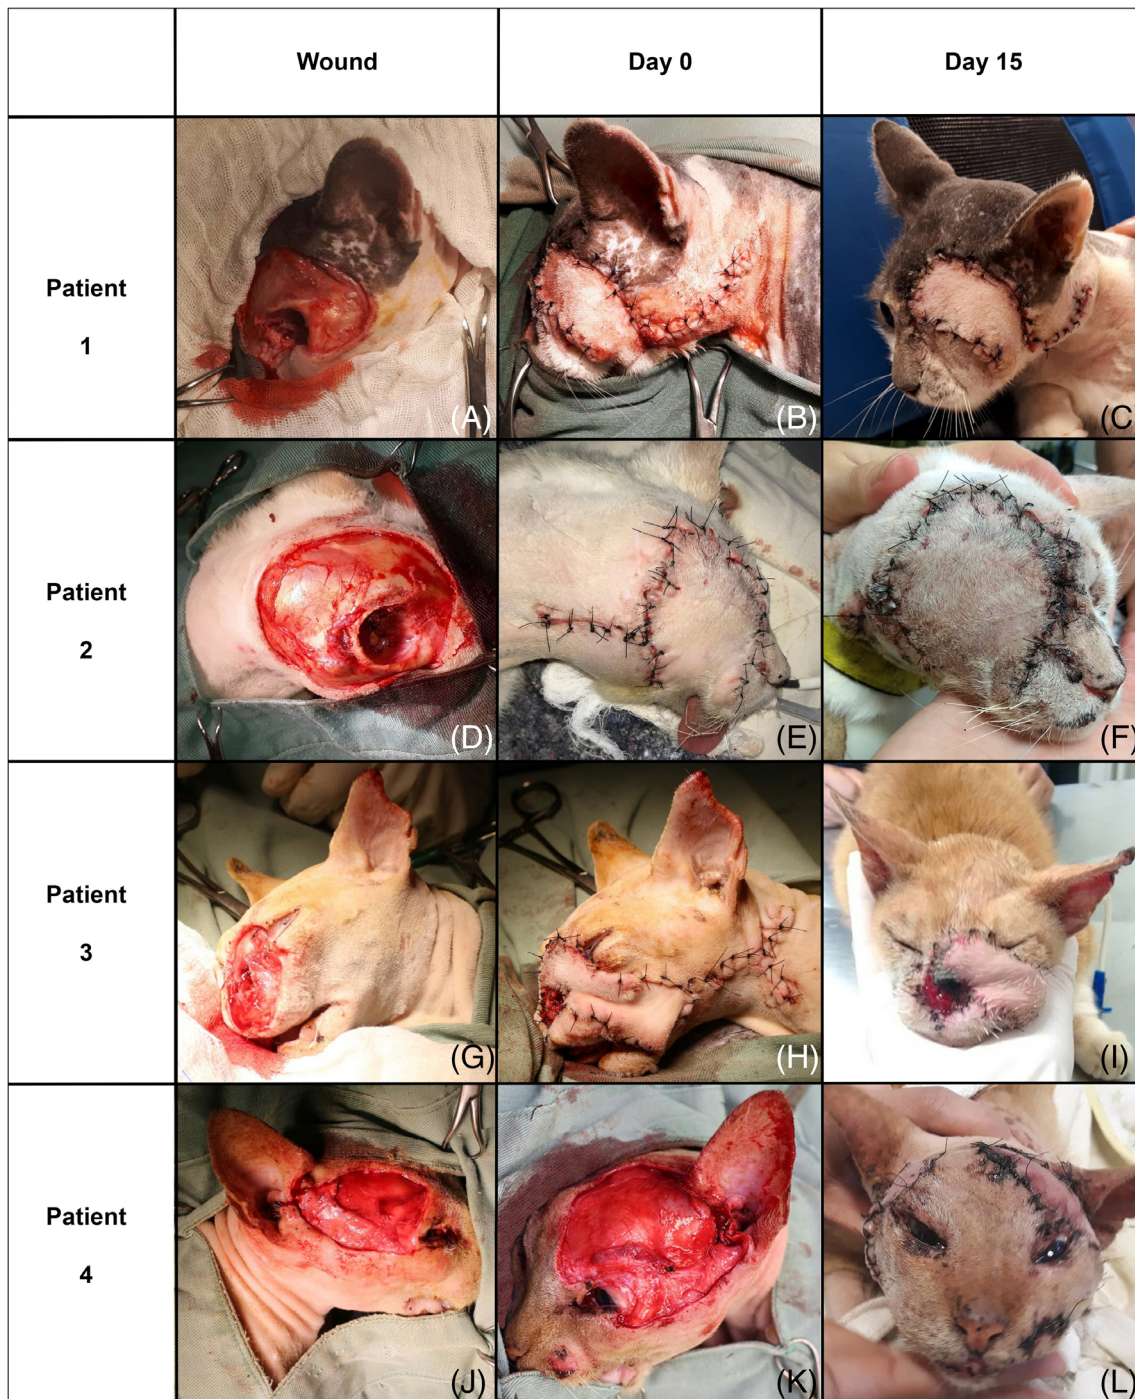 Wound Day 0 Day 15
Patient
1
(A) (B) (C)
Patient
2
(D) (E) (F)
Patient
3
(G) (H) (I)
Patient
4
(J) (K) (L)